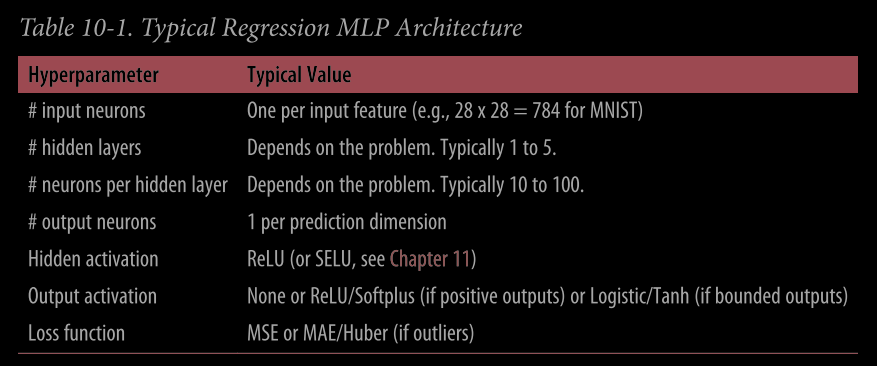 Table 10-1. Typical Regression MLP Architecture
Hyperparameter Typical Value
# input neurons One per input feature (e.g., 28 x 28 = 784 for MNIST)
# hidden layers Depends on the problem. Typically 1 to 5.
# neurons per hidden layer Depends on the problem. Typically 10 to 100.
# output neurons 1 per prediction dimension
Hidden activation ReLU (or SELU, see Chapter 11)
Output activation None or ReLU/Softplus (if positive outputs) or Logistic/Tanh (if bounded outputs)
Loss function MSE or MAE/Huber (if outliers)